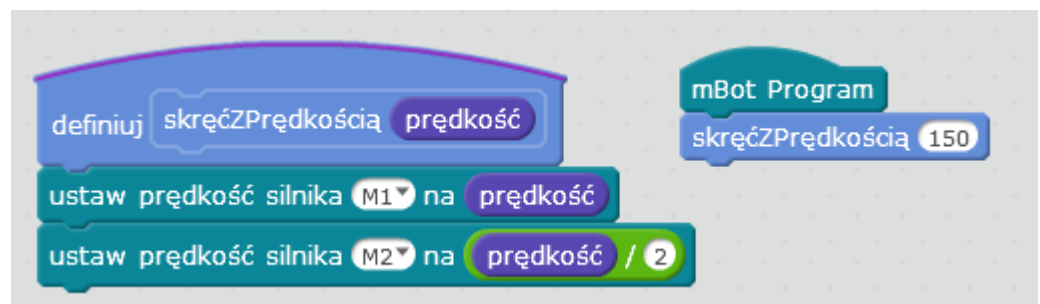 definiuj skręćZPrędkością prędkość
ustaw prędkość silnika M1 na prędkość
ustaw prędkość silnika M2 na prędkość / 2
mBot Program
skręćZPrędkością 150